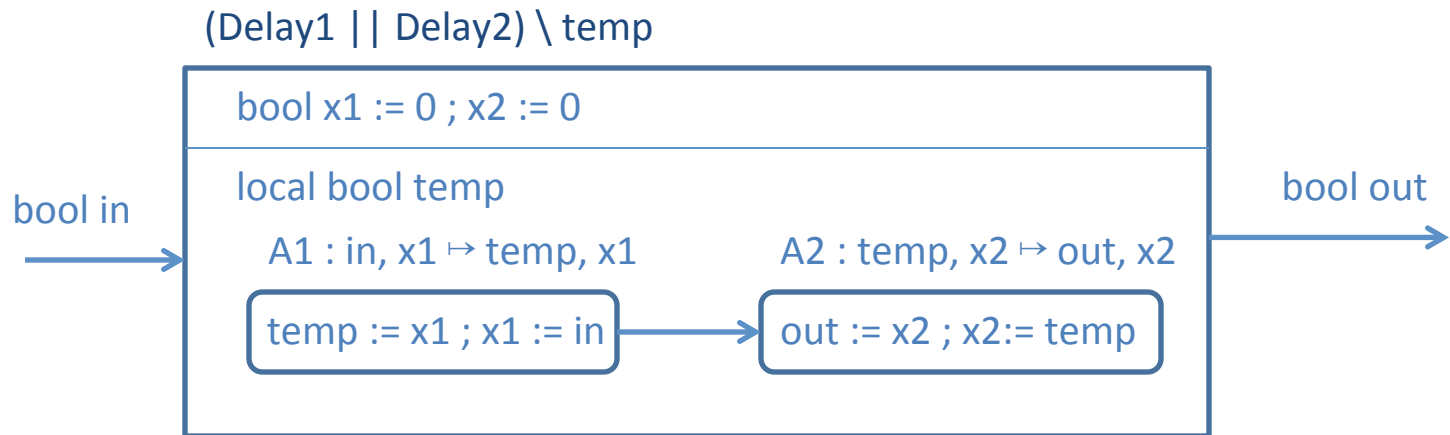 (Delay1 || Delay2) \ temp
bool x1 := 0 ; x2 := 0
local bool temp
bool in
bool out
A1 : in, x1 ↦ temp, x1
A2 : temp, x2 ↦ out, x2
temp := x1 ; x1 := in
out := x2 ; x2:= temp